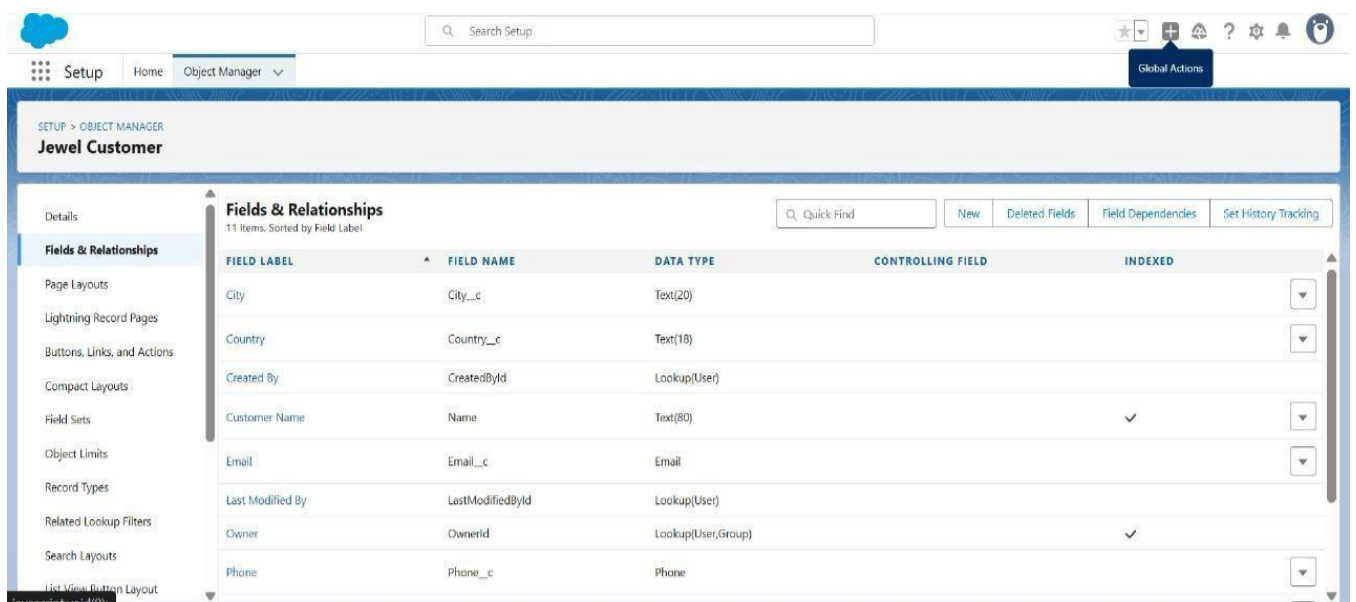 Search Setup
Global Actions
Setup Home Object Manager
SETUP > OBJECT MANAGER
Jewel Customer
Details
Fields & Relationships
Page Layouts
Lightning Record Pages
Buttons, Links, and Actions
Compact Layouts
Field Sets
Object Limits
Record Types
Related Lookup Filters
Search Layouts
List View Button Layout
Fields & Relationships
11 Items, Sorted by Field Label
Quick Find New Deleted Fields Field Dependencies Set History Tracking
FIELD LABEL FIELD NAME DATA TYPE CONTROLLING FIELD INDEXED
City City__c Text(20)
Country Country__c Text(18)
Created By CreatedById Lookup(User)
Customer Name Name Text(80)
Email Email__c Email
Last Modified By LastModifiedById Lookup(User)
Owner OwnerId Lookup(User,Group)
Phone Phone__c Phone